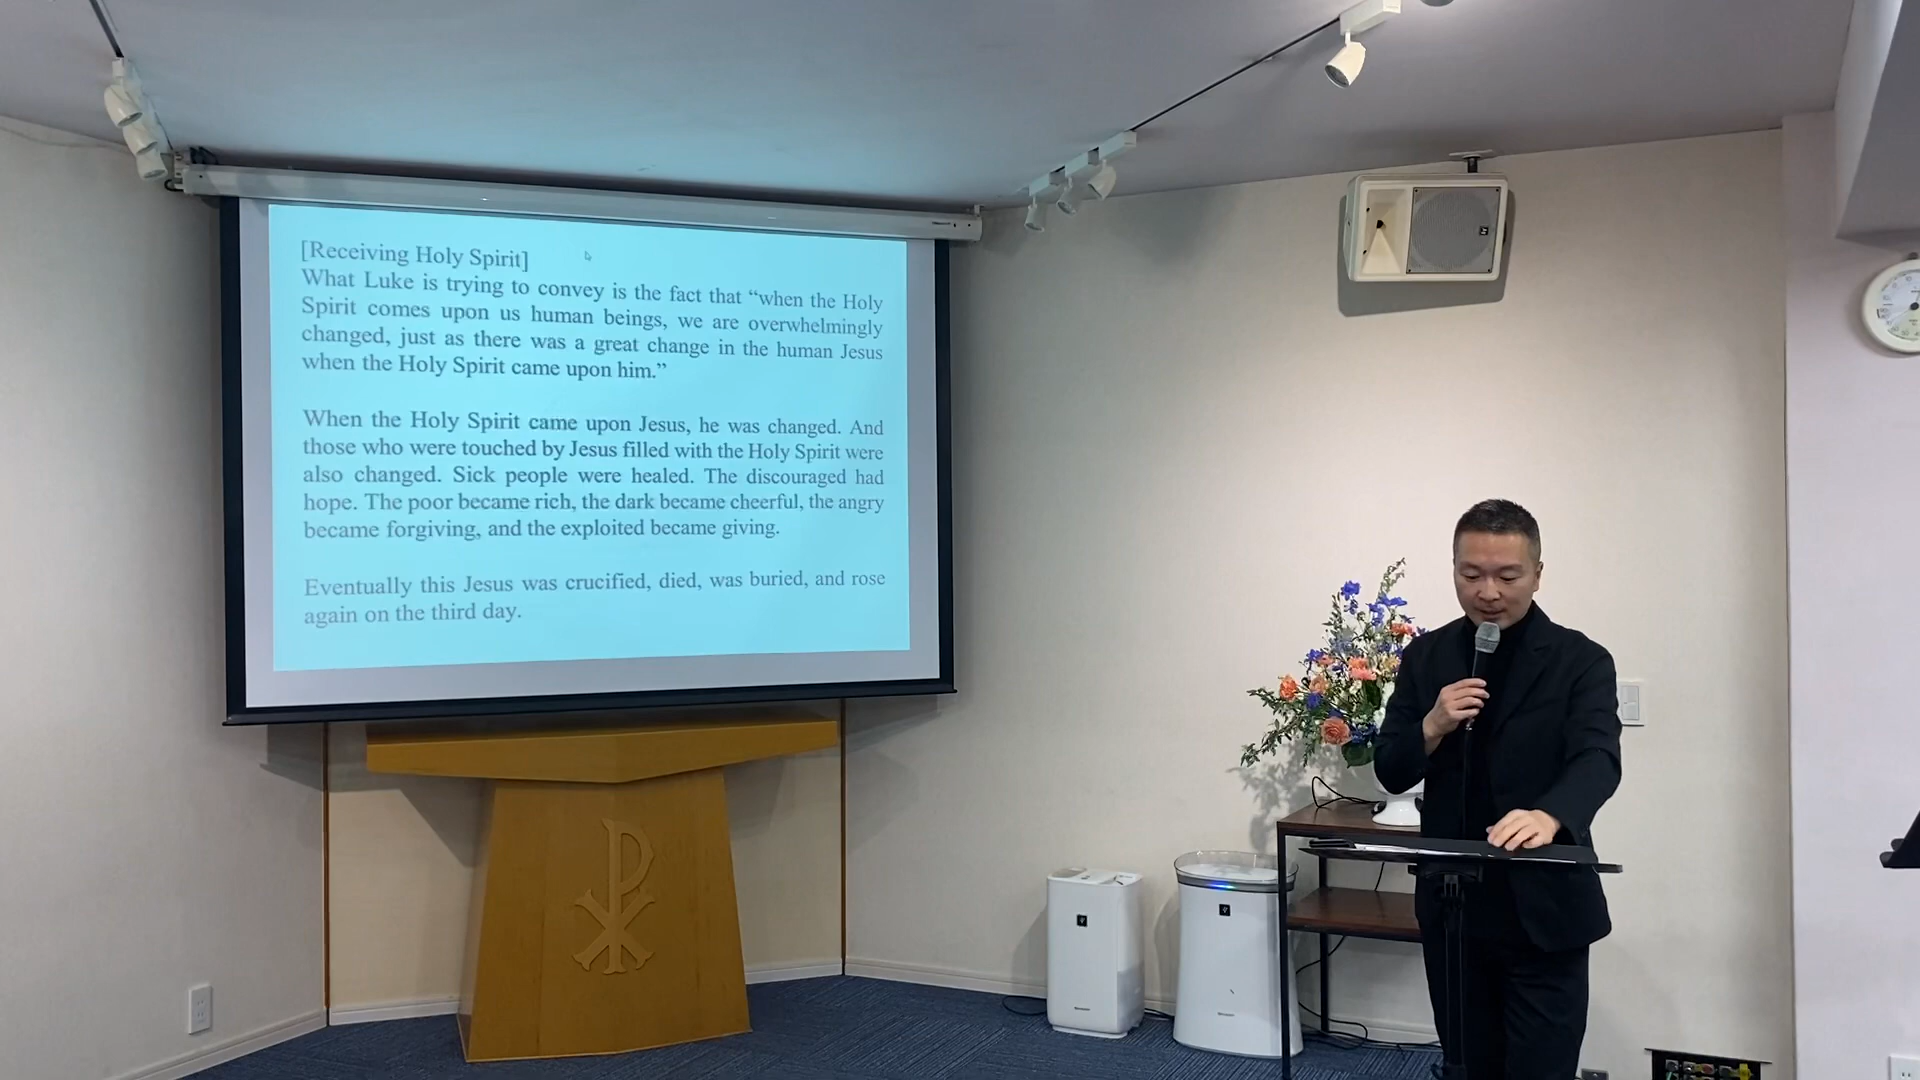 [Receiving Holy Spirit]
What Luke is trying to convey is the fact that “when the Holy
Spirit comes upon us human beings, we are overwhelmingly
changed, just as there was a great change in the human Jesus
when the Holy Spirit came upon him.”
When the Holy Spirit came upon Jesus, he was changed. And
those who were touched by Jesus filled with the Holy Spirit were
also changed. Sick people were healed. The discouraged had
hope. The poor became rich, the dark became cheerful, the angry
became forgiving, and the exploited became giving.
Eventually this Jesus was crucified, died, was buried, and rose
again on the third day.